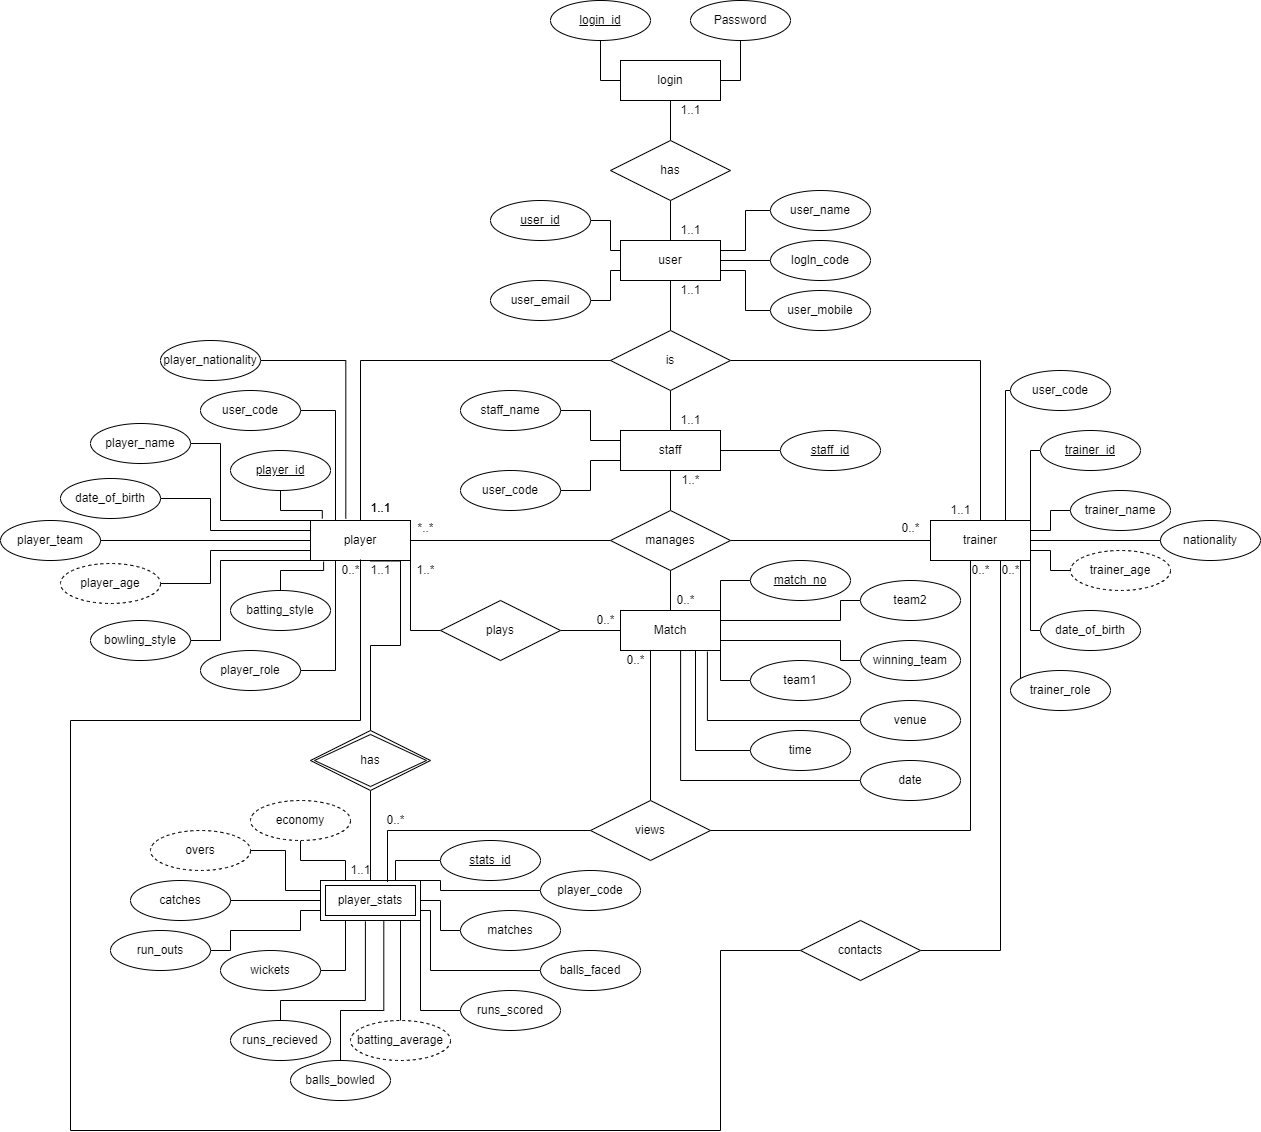 login_id
Password
login
1..1
has
user_id
user_name
1..1
user
logIn_code
user_email
user_mobile
1..1
player_nationality
is
user_code
user_code
staff_name
1..1
player_name
player_id
staff
staff_id
trainer_id
user_code
1..*
date_of_birth
1..1
1..1
trainer_name
*..*
0..*
player_team
player
manages
trainer
nationality
0..*
1..1
1..*
0..*
0..*
trainer_age
player_age
match_no
batting_style
0..*
team2
0..*
plays
Match
date_of_birth
bowling_style
0..*
winning_team
player_role
team1
trainer_role
venue
time
has
date
economy
0..*
views
overs
stats_id
1..1
player_code
catches
player_stats
matches
run_outs
contacts
wickets
balls_faced
runs_scored
runs_recieved
batting_average
balls_bowled